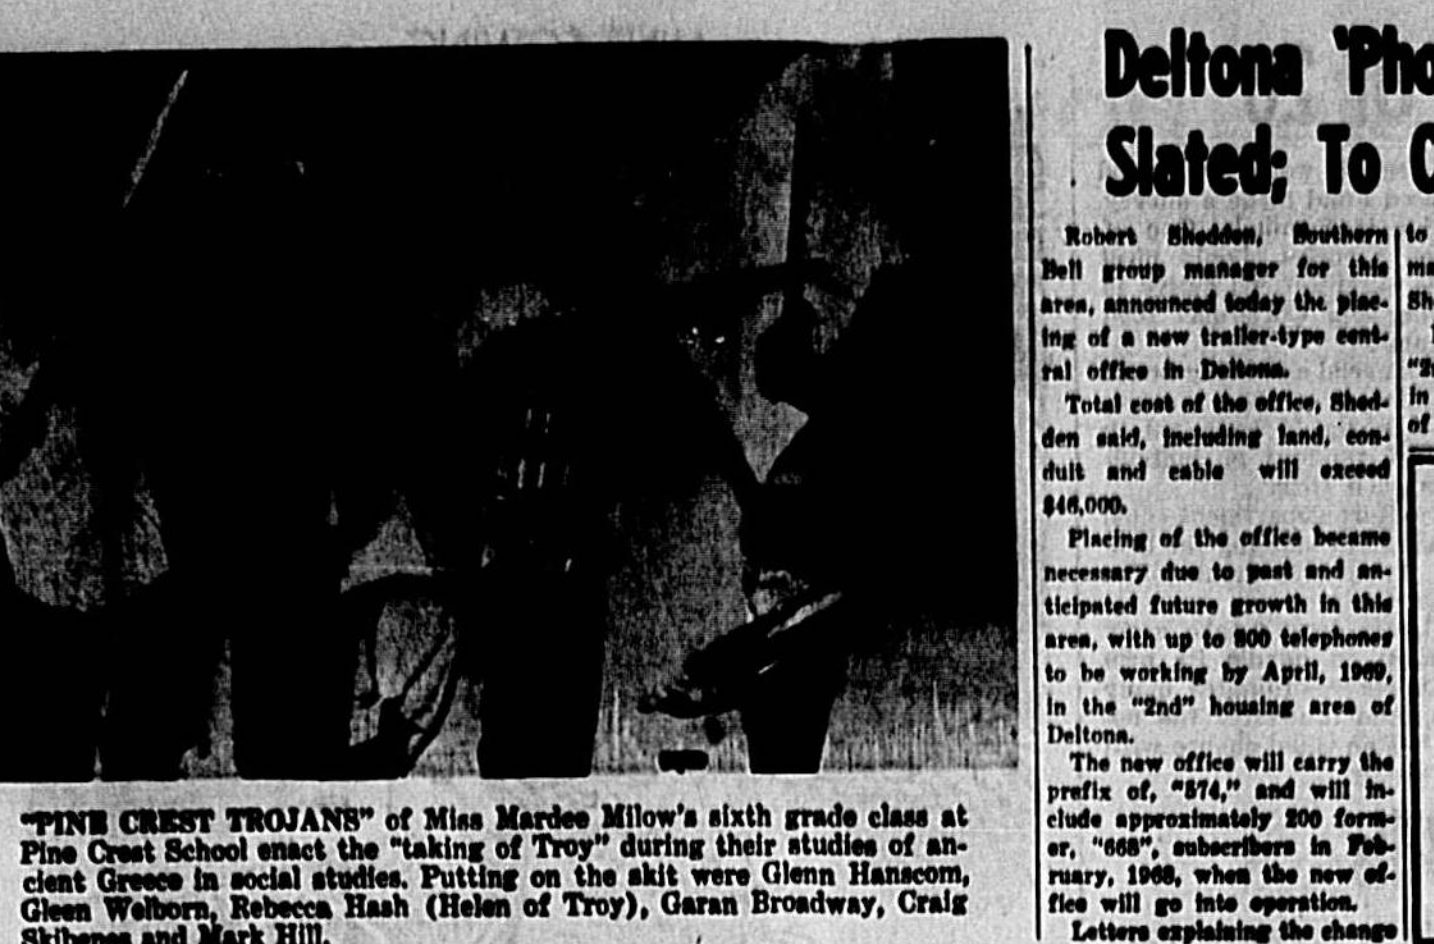 "PINE CREST TROJANS" of Miss Mardee Milow's sixth grade class at
Pine Crest School enact the "taking of Troy" during their studies of an-
cient Greece in social studies. Putting on the skit were Glenn Hanscom,
Gleen Welborn, Rebecca Hash (Helen of Troy), Garan Broadway, Craig
and Mark Hill.
Deltona 'Pho
Slated; To C
Robert Shedden, Southern
Bell group manager for this
area, announced today the plac-
ing of a new trailer-type cent-
ral office in Deltona.
Total cost of the office, Shed-
den said, including land, con-
duit and cable will exceed
$46,000.
Placing of the office became
necessary due to past and an-
ticipated future growth in this
area, with up to 800 telephones
to be working by April, 1969,
in the "2nd" housing area of
Deltona.
The new office will carry the
prefix of, "574," and will in-
clude approximately 200 form-
er, "668", subscribers in Feb-
ruary, 1968, when the new of-
fice will go into operation.
Letters explaining the change
to
ma
Sh
in
of